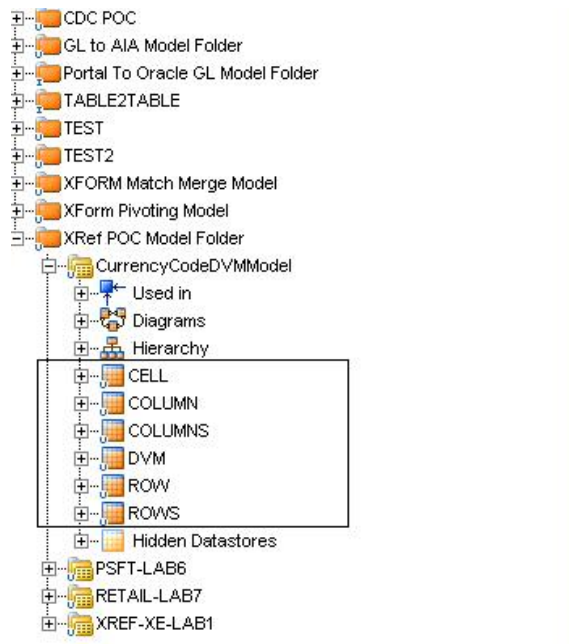 CDC POC
GL to AIA Model Folder
Portal To Oracle GL Model Folder
TABLE2TABLE
TEST
TEST2
XFORM Match Merge Model
XForm Pivoting Model
XRef POC Model Folder
CurrencyCodeDVMModel
Used in
Diagrams
Hierarchy
CELL
COLUMN
COLUMNS
DVM
ROW
ROWS
Hidden Datastores
PSFT-LAB6
RETAIL-LAB7
XREF-XE-LAB1